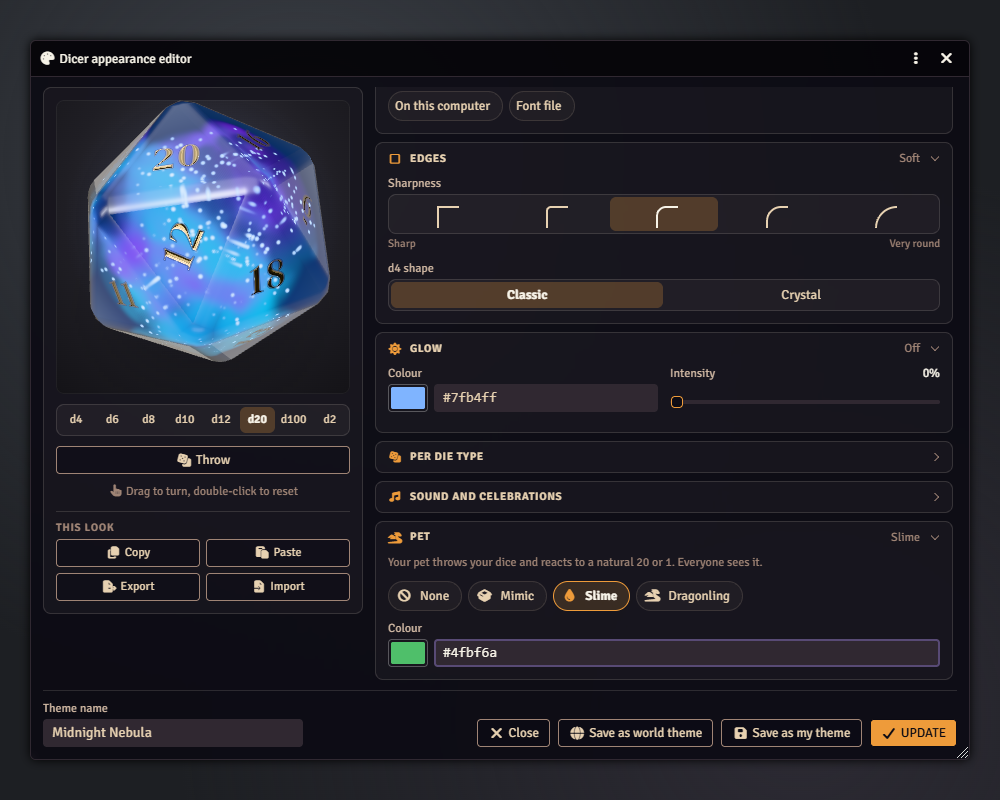 Dicer appearance editor
On this computer
Font file
20
12
18
11
d4 d6 d8 d10 d12 d20 d100 d2
Throw
Drag to turn, double-click to reset
THIS LOOK
Copy Paste
Export Import
EDGES Soft
Sharpness
Sharp Very round
d4 shape
Classic Crystal
GLOW Off
Colour Intensity 0%
#7fb4ff
PER DIE TYPE
SOUND AND CELEBRATIONS
PET Slime
Your pet throws your dice and reacts to a natural 20 or 1. Everyone sees it.
None Mimic Slime Dragonling
Colour
#4fbf6a
Theme name
Midnight Nebula
Close Save as world theme Save as my theme UPDATE